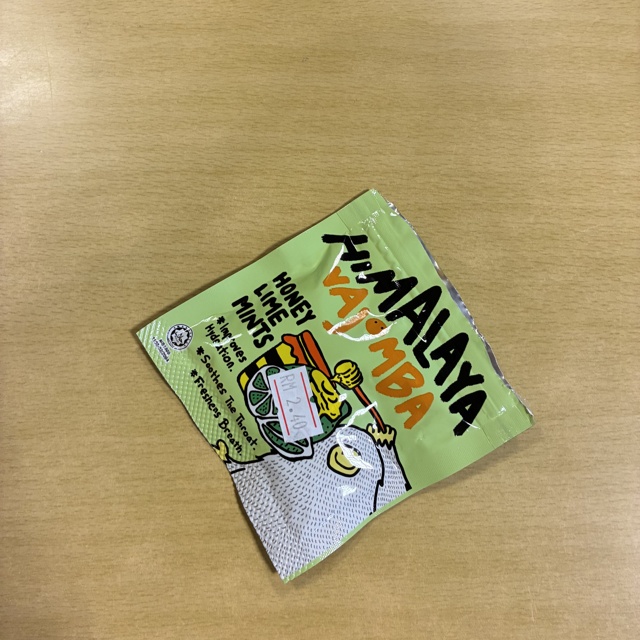 HiMALAYA
VAJOMBA
HONEY
LIME
MINTS
*Improves
Hydration.
*Soothes The Throat
*Freshens Breath
RM 2.40